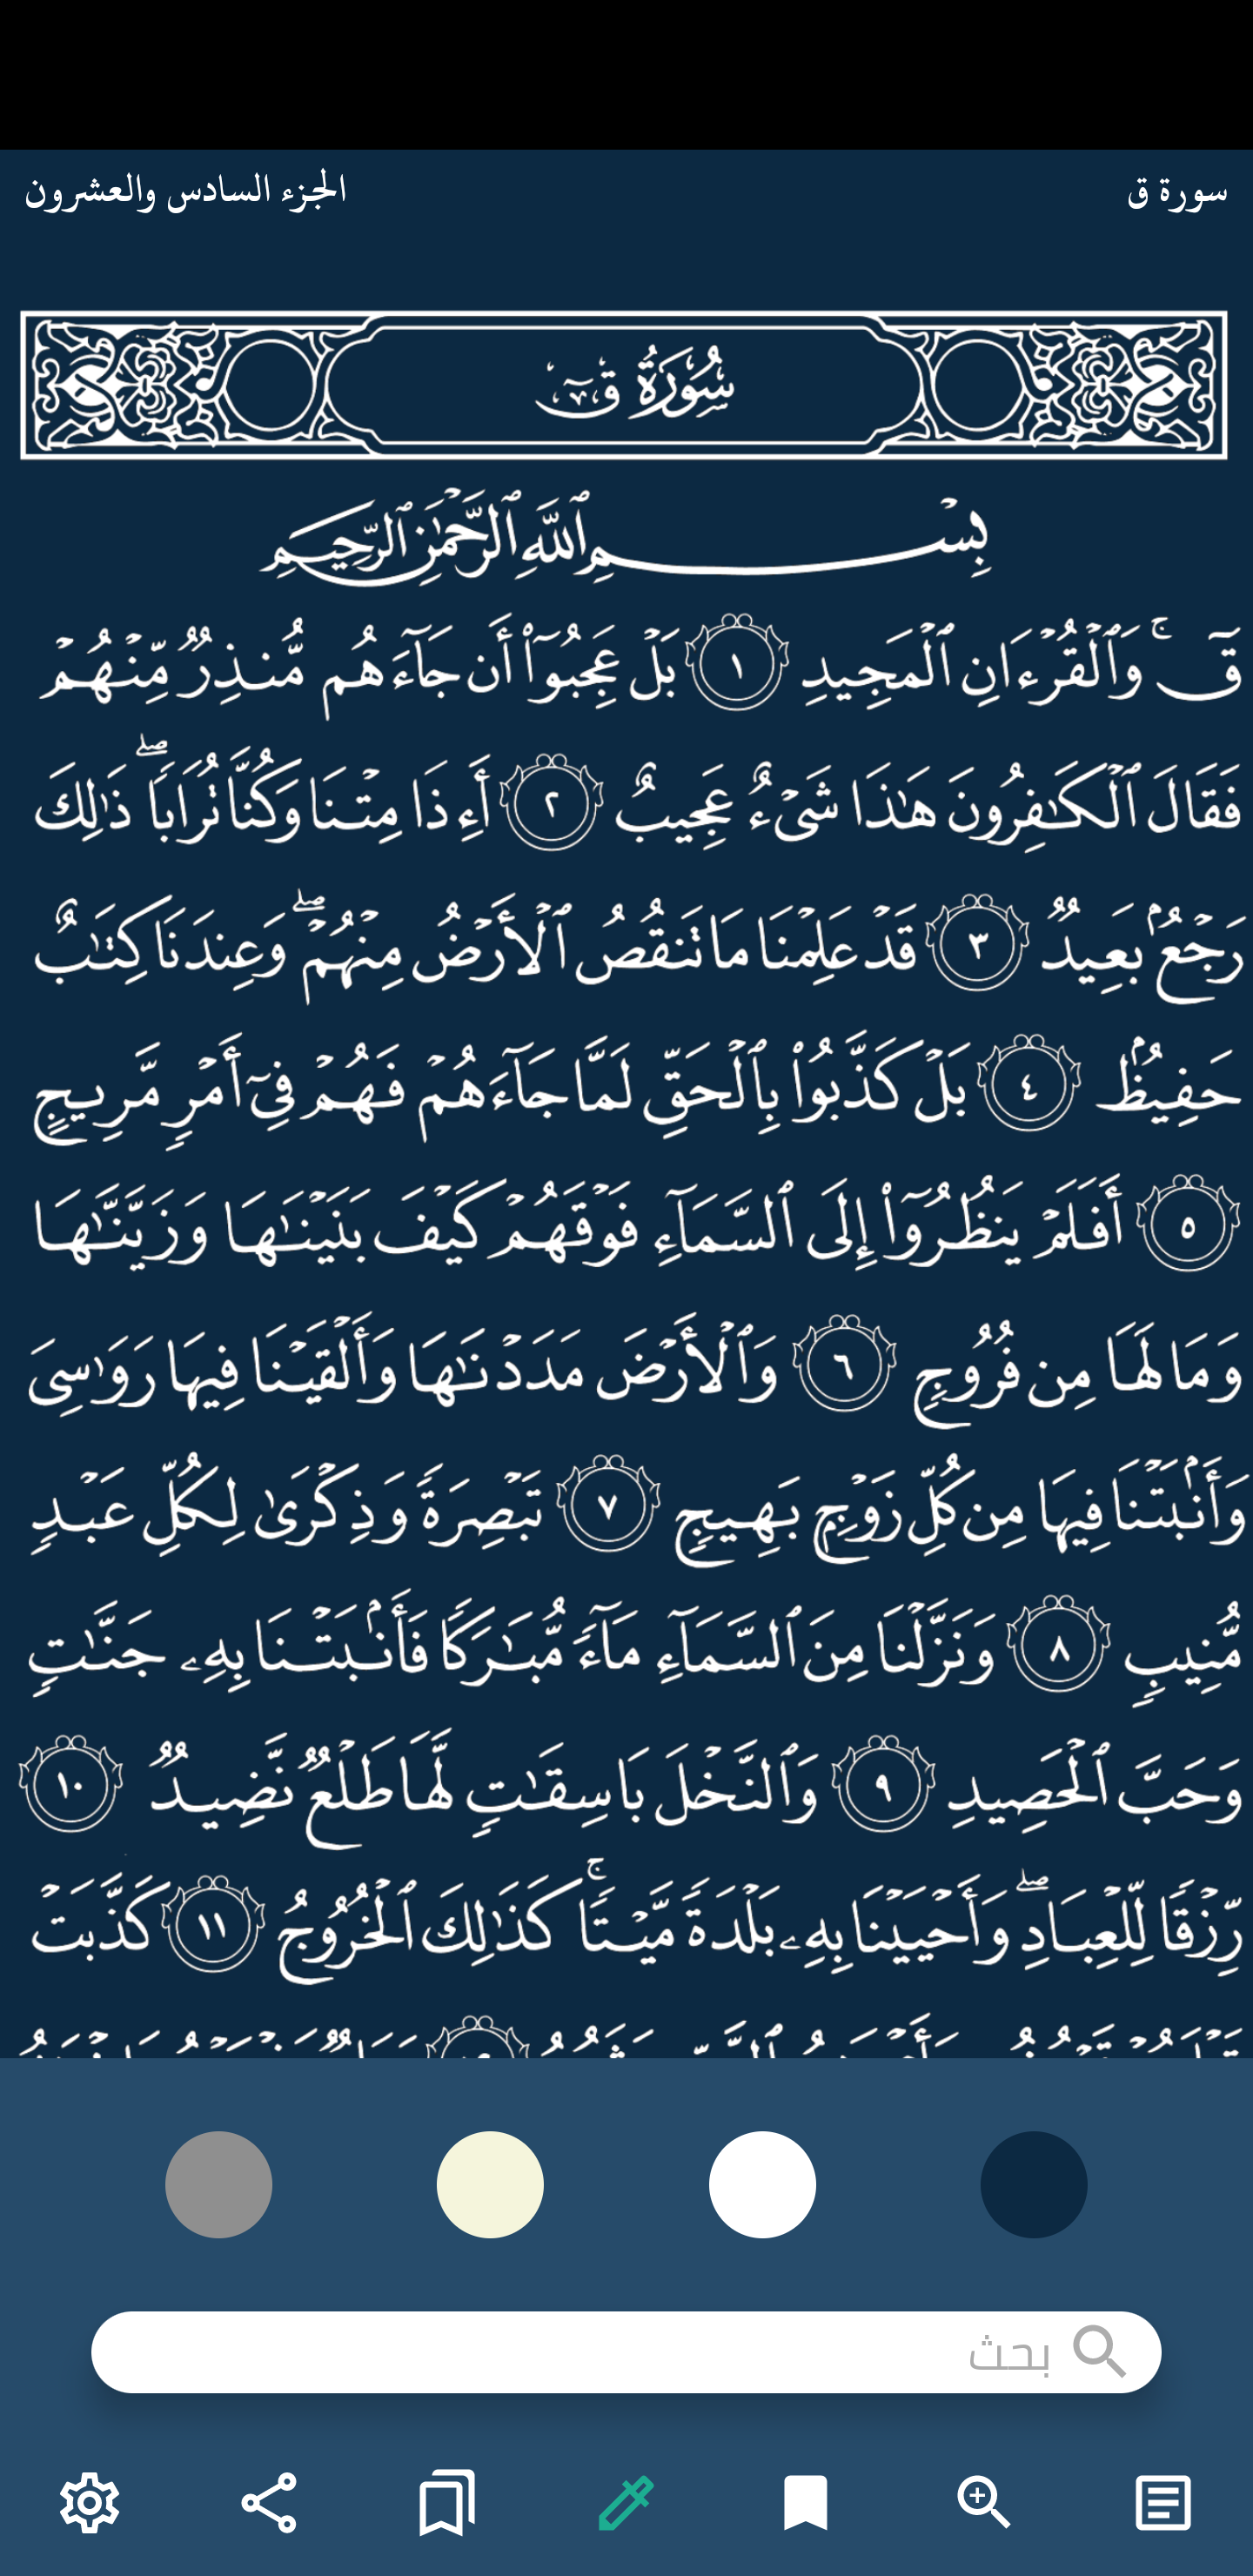 سورة ق
الجزء السادس والعشرون
سُورَةُ قٓ
بِسۡمِ ٱللَّهِ ٱلرَّحۡمَٰنِ ٱلرَّحِيمِ
قٓۚ وَٱلۡقُرۡءَانِ ٱلۡمَجِيدِ ١ بَلۡ عَجِبُوٓاْ أَن جَآءَهُم مُّنذِرٞ مِّنۡهُمۡ
فَقَالَ ٱلۡكَٰفِرُونَ هَٰذَا شَيۡءٌ عَجِيبٌ ٢ أَءِذَا مِتۡنَا وَكُنَّا تُرَابٗاۖ ذَٰلِكَ
رَجۡعُۢ بَعِيدٞ ٣ قَدۡ عَلِمۡنَا مَا تَنقُصُ ٱلۡأَرۡضُ مِنۡهُمۡۖ وَعِندَنَا كِتَٰبٌ
حَفِيظُۢ ٤ بَلۡ كَذَّبُواْ بِٱلۡحَقِّ لَمَّا جَآءَهُمۡ فَهُمۡ فِيٓ أَمۡرٖ مَّرِيجٍ
٥ أَفَلَمۡ يَنظُرُوٓاْ إِلَى ٱلسَّمَآءِ فَوۡقَهُمۡ كَيۡفَ بَنَيۡنَٰهَا وَزَيَّنَّٰهَا
وَمَا لَهَا مِن فُرُوجٖ ٦ وَٱلۡأَرۡضَ مَدَدۡنَٰهَا وَأَلۡقَيۡنَا فِيهَا رَوَٰسِيَ
وَأَنۢبَتۡنَا فِيهَا مِن كُلِّ زَوۡجِۭ بَهِيجٖ ٧ تَبۡصِرَةٗ وَذِكۡرَىٰ لِكُلِّ عَبۡدٖ
مُّنِيبٖ ٨ وَنَزَّلۡنَا مِنَ ٱلسَّمَآءِ مَآءٗ مُّبَٰرَكٗا فَأَنۢبَتۡنَا بِهِۦ جَنَّٰتٖ
وَحَبَّ ٱلۡحَصِيدِ ٩ وَٱلنَّخۡلَ بَاسِقَٰتٖ لَّهَا طَلۡعٞ نَّضِيدٞ ١٠
رِّزۡقٗا لِّلۡعِبَادِۖ وَأَحۡيَيۡنَا بِهِۦ بَلۡدَةٗ مَّيۡتٗاۚ كَذَٰلِكَ ٱلۡخُرُوجُ ١١ كَذَّبَتۡ
بحث